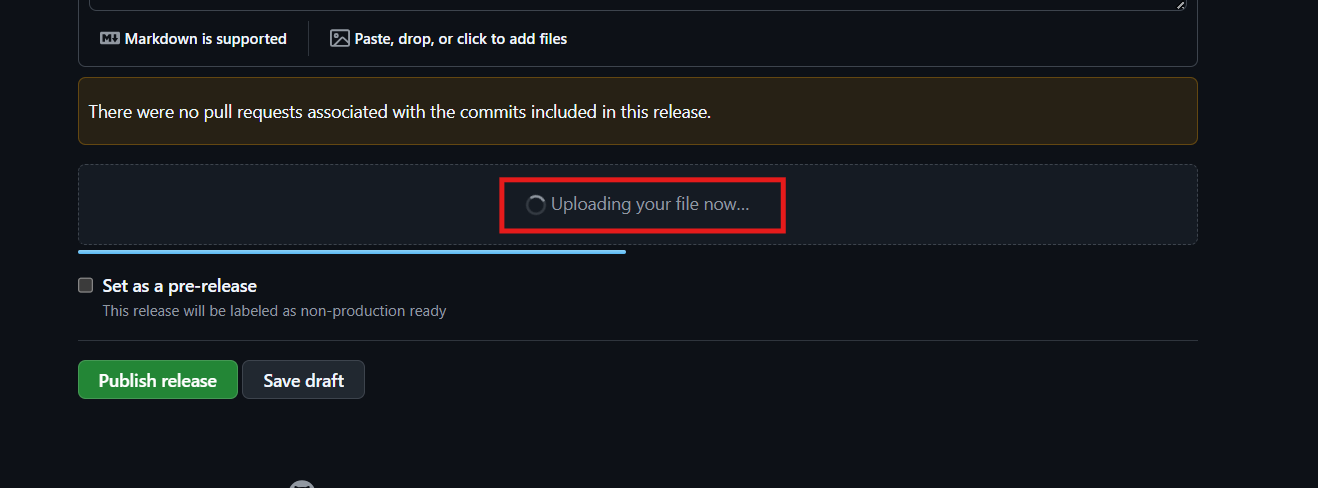 Markdown is supported
Paste, drop, or click to add files
There were no pull requests associated with the commits included in this release.
Uploading your file now...
Set as a pre-release
This release will be labeled as non-production ready
Publish release
Save draft